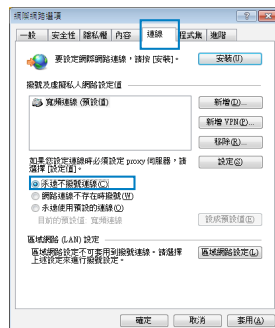 網際網路選項
一般 安全性 隱私權 內容 連線 程式集 進階
要設定網際網路連線，請按 [安裝]。
安裝(U)
撥號及虛擬私人網路設定值
寬頻連線 (預設值)
新增(D)...
新增 VPN(P)...
移除(R)...
如果您設定連線時必須設定 proxy 伺服器，請
選擇 [設定值]。
設定(S)
永遠不撥號連線(C)
網路連線不存在時撥號(W)
永遠使用預設的連線(O)
目前的預設值 寬頻連線
設成預設值(E)
區域網路 (LAN) 設定
區域網路設定不可套用到撥號連線。請選擇
上述設定來進行撥號設定。
區域網路設定(L)
確定
取消
套用(A)